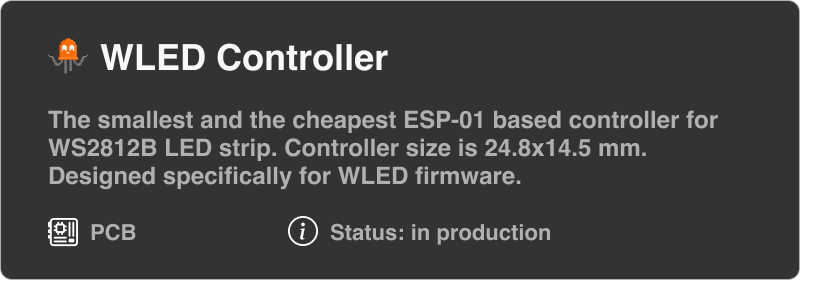 WLED Controller
The smallest and the cheapest ESP-01 based controller for
WS2812B LED strip. Controller size is 24.8x14.5 mm.
Designed specifically for WLED firmware.
PCB
Status: in production